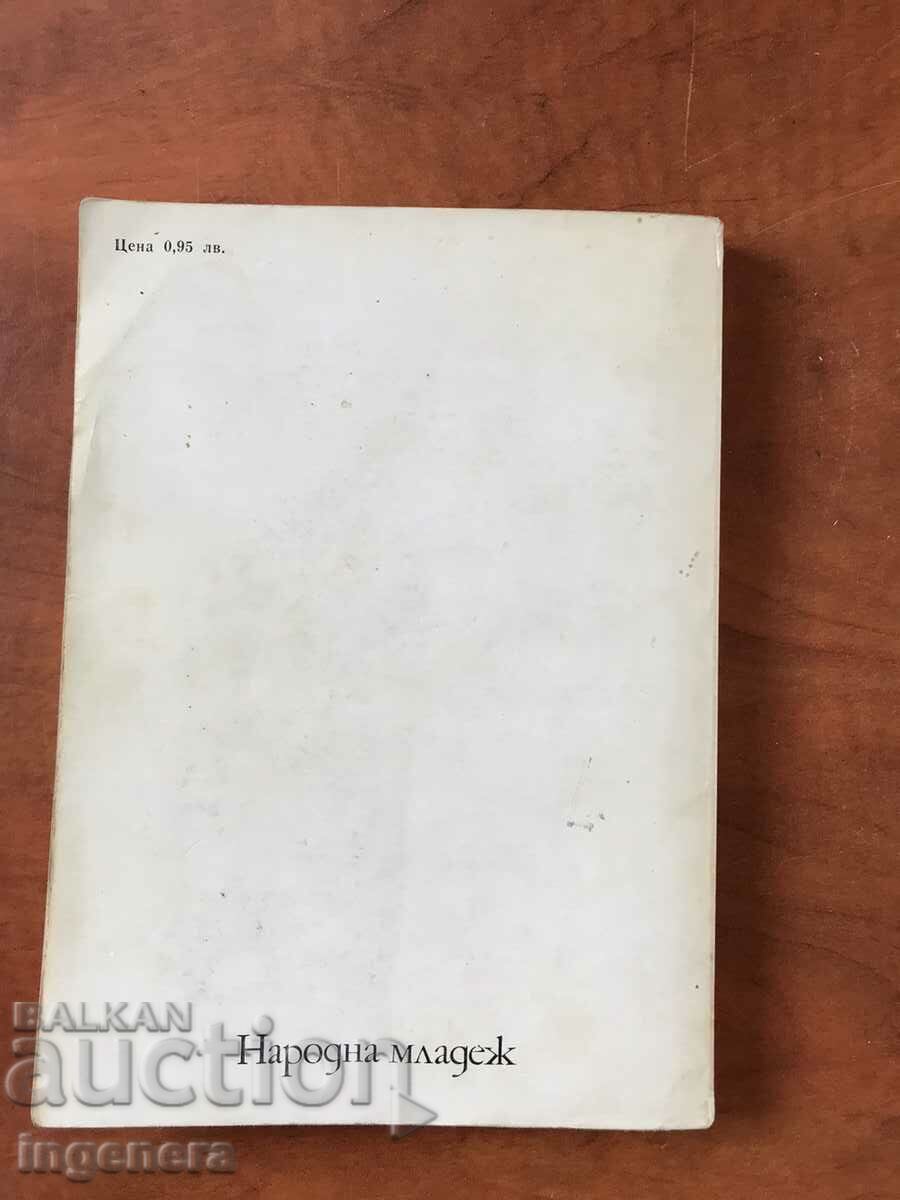 Цена 0,95 лв.
Народна младеж
BALKAN
auction
ingenera